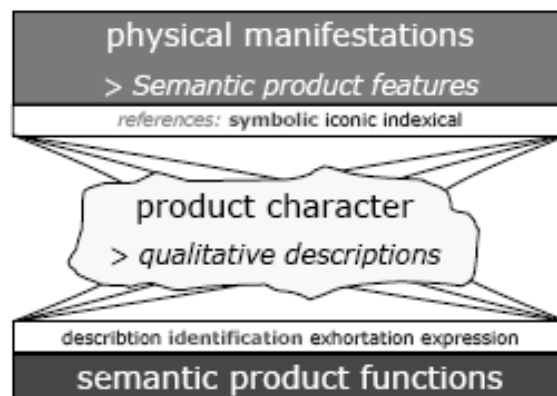 physical manifestations
> Semantic product features
references: symbolic iconic indexical
product character
> qualitative descriptions
describtion identification exhortation expression
semantic product functions